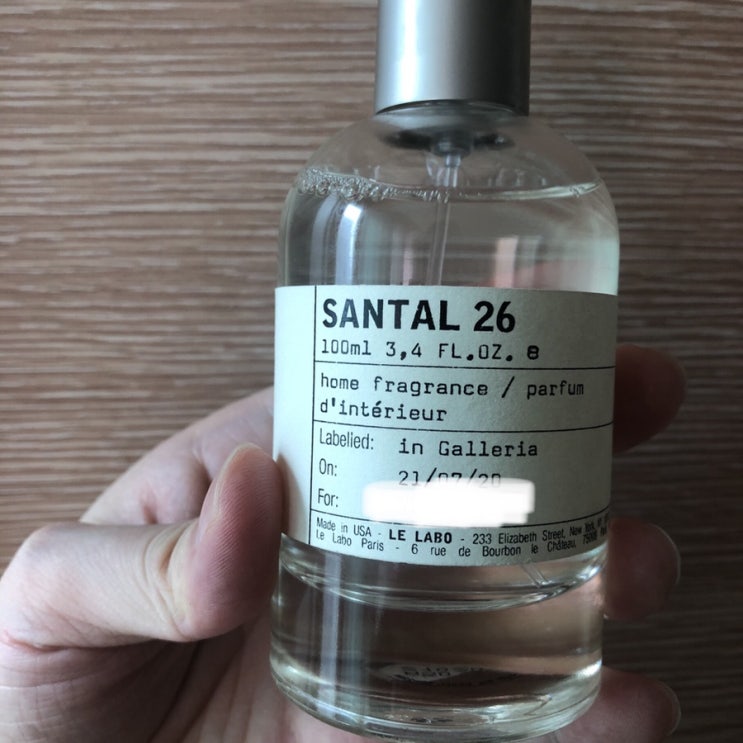 SANTAL 26
100ml 3,4 FL.OZ. e
home fragrance / parfum
d'intérieur
Labelled: in Galleria
On: 21/07/20
For:
Made in USA - LE LABO - 233 Elizabeth Street, New York, NY
Le Labo Paris - 6 rue de Bourbon le Château,